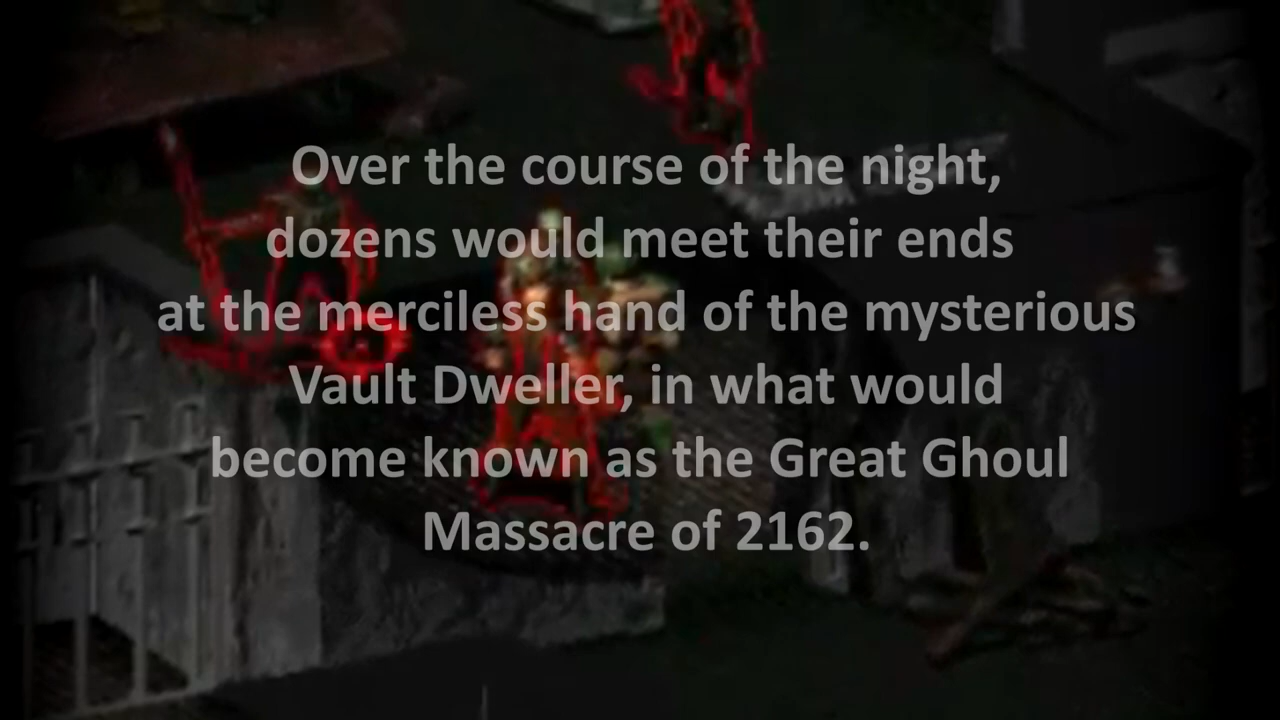 Over the course of the night,
dozens would meet their ends
at the merciless hand of the mysterious
Vault Dweller, in what would
become known as the Great Ghoul
Massacre of 2162.